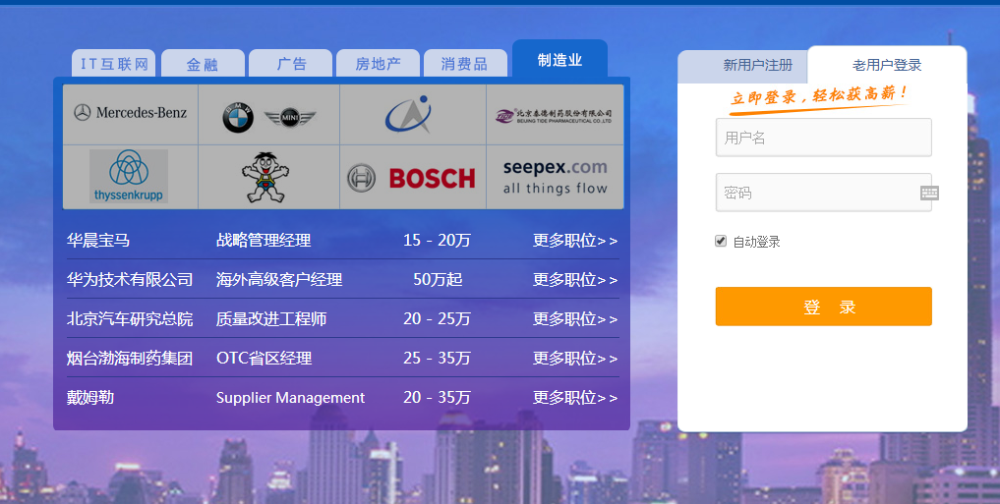 IT互联网
金融
广告
房地产
消费品
制造业
Mercedes-Benz
BMW
MINI
北京泰德制药股份有限公司
BEIJING TIDE PHARMACEUTICAL CO.,LTD
thyssenkrupp
BOSCH
seepex.com
all things flow
华晨宝马 战略管理经理 15 - 20万 更多职位>>
华为技术有限公司 海外高级客户经理 50万起 更多职位>>
北京汽车研究总院 质量改进工程师 20 - 25万 更多职位>>
烟台渤海制药集团 OTC省区经理 25 - 35万 更多职位>>
戴姆勒 Supplier Management 20 - 35万 更多职位>>
新用户注册
老用户登录
立即登录，轻松获高薪！
用户名
密码
自动登录
登 录